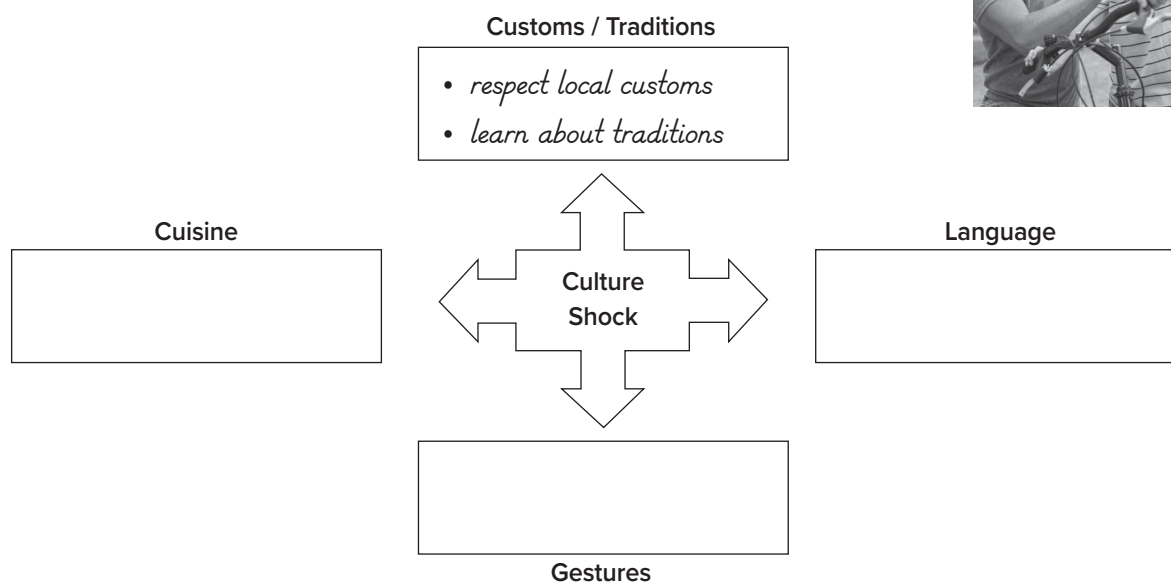 Customs / Traditions
• respect local customs
• learn about traditions
Cuisine
Language
Culture
Shock
Gestures